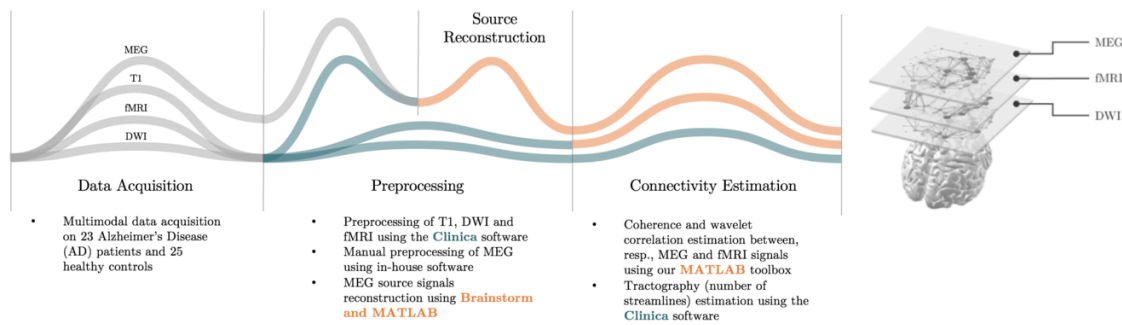 MEG
T1
fMRI
DWI
Source
Reconstruction
MEG
fMRI
DWI
Data Acquisition
Preprocessing
Connectivity Estimation
• Multimodal data acquisition
on 23 Alzheimer's Disease
(AD) patients and 25
healthy controls
• Preprocessing of T1, DWI and
fMRI using the Clinica software
• Manual preprocessing of MEG
using in-house software
• MEG source signals
reconstruction using Brainstorm
and MATLAB
• Coherence and wavelet
correlation estimation between,
resp., MEG and fMRI signals
using our MATLAB toolbox
• Tractography (number of
streamlines) estimation using the
Clinica software